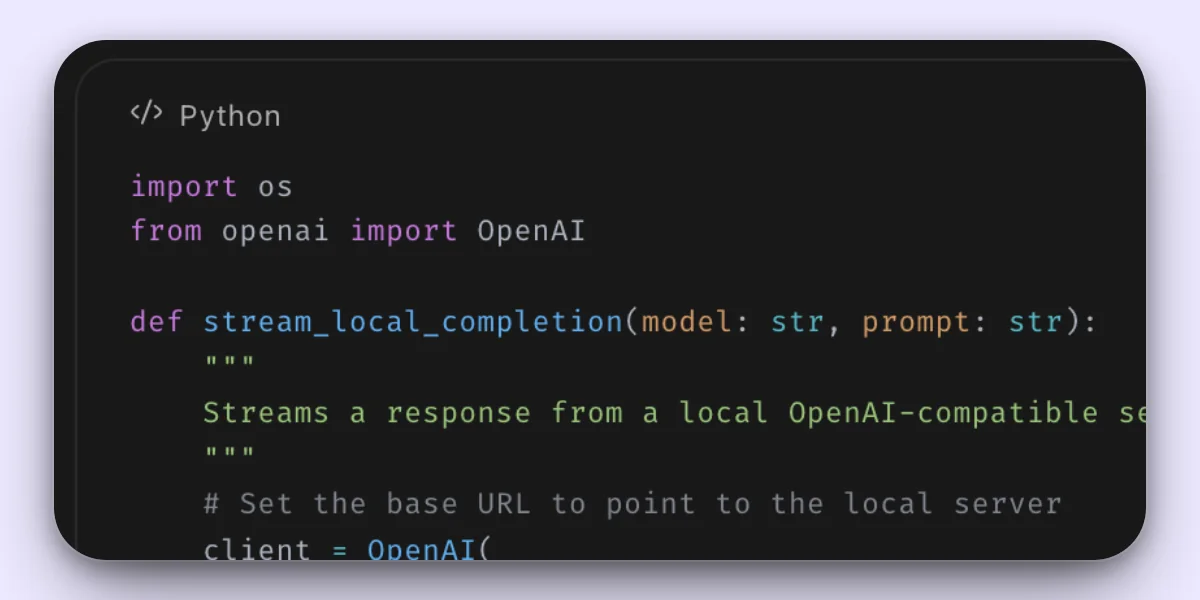 </> Python
import os
from openai import OpenAI
def stream_local_completion(model: str, prompt: str):
"""
Streams a response from a local OpenAI-compatible
"""
# Set the base URL to point to the local server
client = OpenAI(